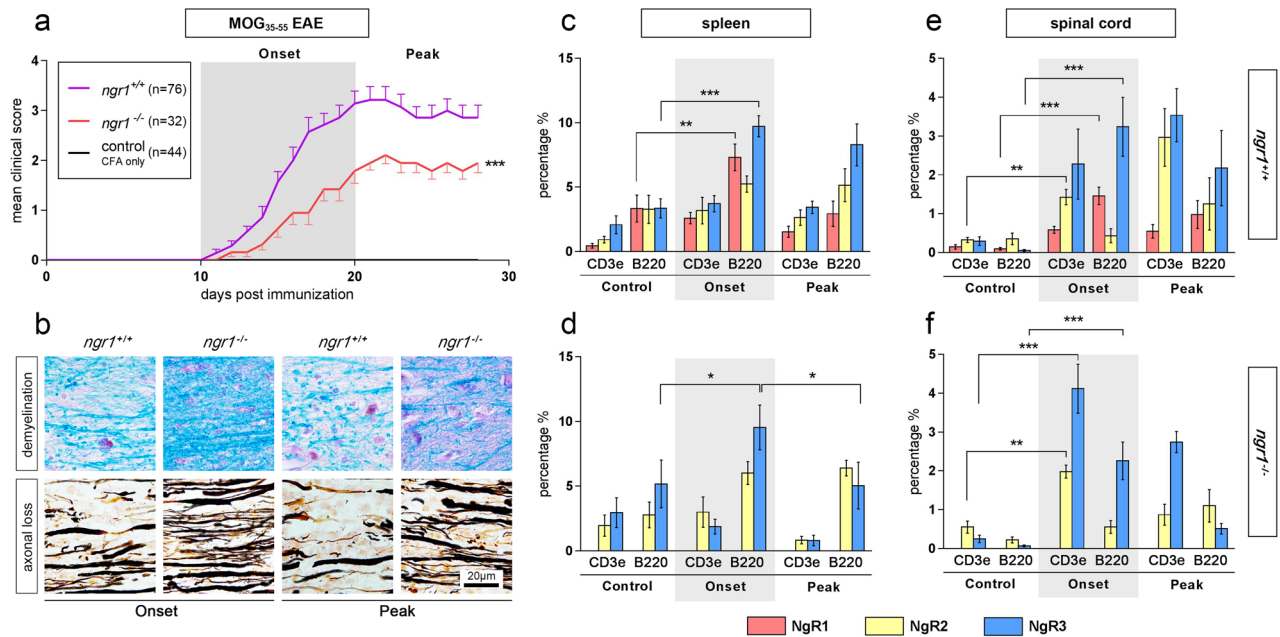 a
MOG35-55 EAE
Onset
Peak
mean clinical score
4
3
2
1
0
ngr1+/+ (n=76)
ngr1-/- (n=32)
control (n=44)
CFA only
***
0
10
20
30
days post immunization
b
ngr1+/+
ngr1-/-
ngr1+/+
ngr1-/-
demyelination
axonal loss
20µm
Onset
Peak
c
spleen
percentage %
15
10
5
0
**
***
CD3e
B220
CD3e
B220
CD3e
B220
Control
Onset
Peak
d
percentage %
15
10
5
0
*
*
CD3e
B220
CD3e
B220
CD3e
B220
Control
Onset
Peak
e
spinal cord
ngr1+/+
percentage %
5
4
3
2
1
0
***
***
**
CD3e
B220
CD3e
B220
CD3e
B220
Control
Onset
Peak
f
ngr1-/-
percentage %
5
4
3
2
1
0
***
***
**
CD3e
B220
CD3e
B220
CD3e
B220
Control
Onset
Peak
NgR1
NgR2
NgR3